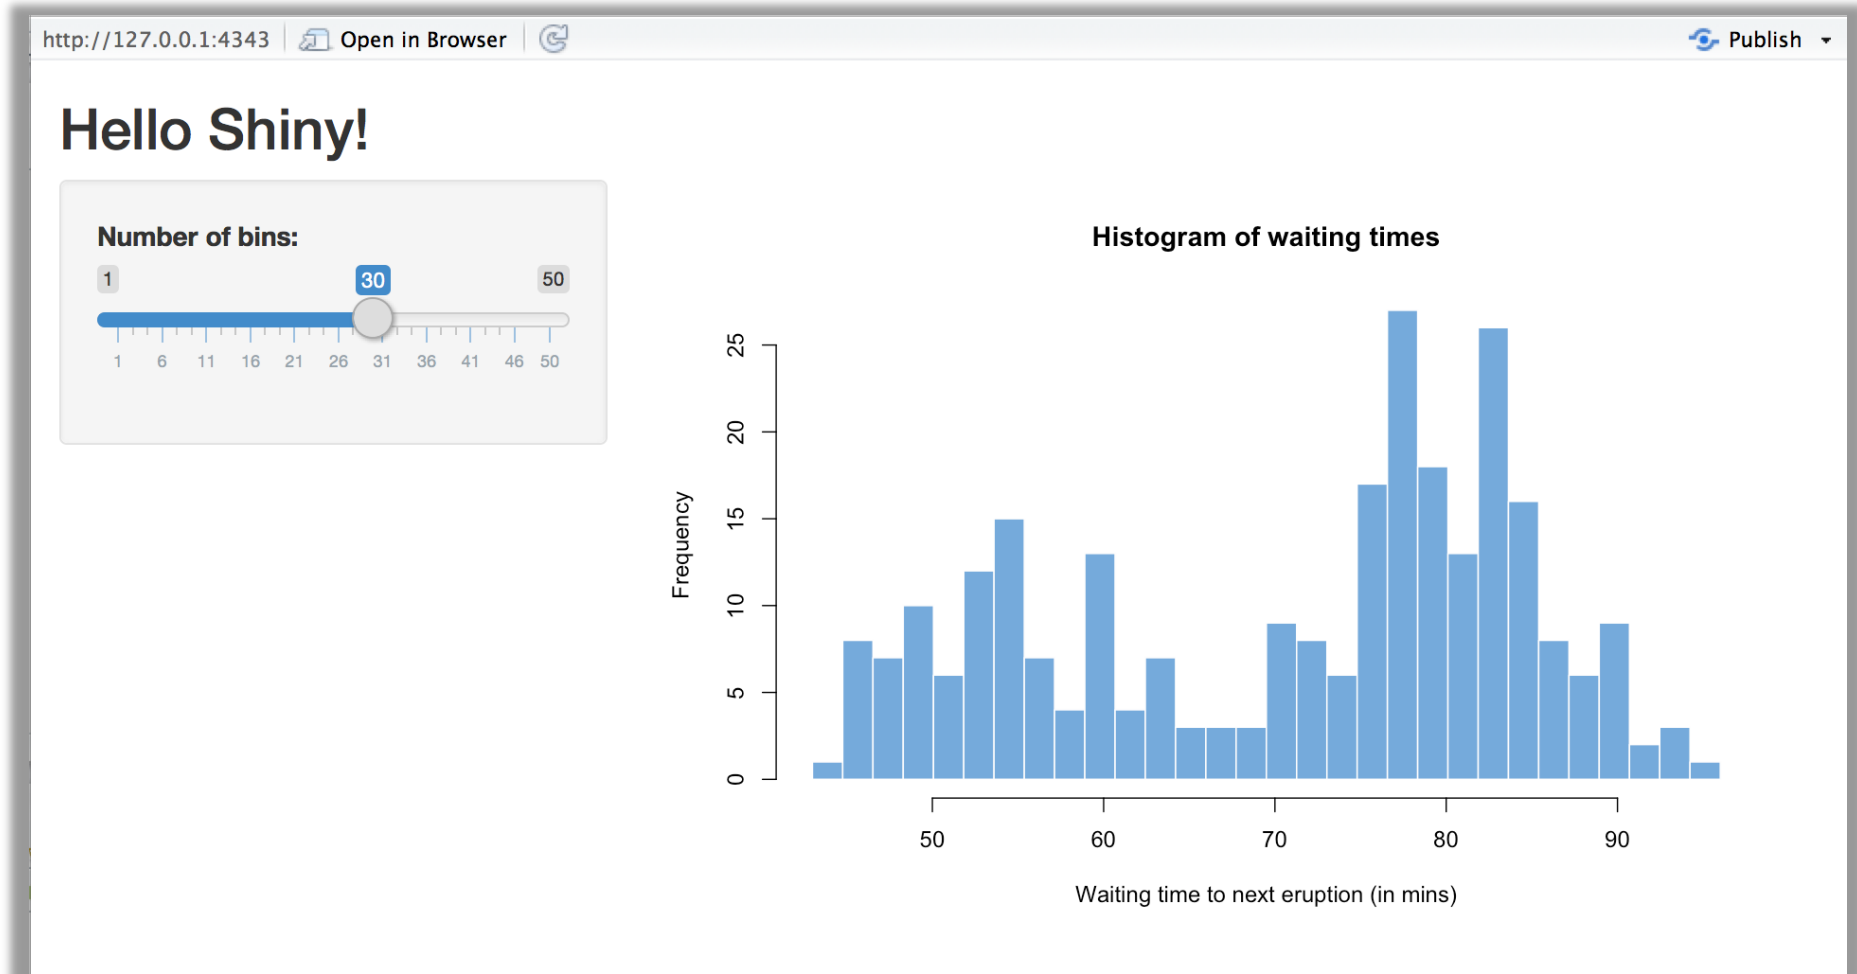 http://127.0.0.1:4343 Open in Browser Publish
Hello Shiny!
Number of bins:
1 30 50
1 6 11 16 21 26 31 36 41 46 50
Histogram of waiting times
Frequency
25
20
15
10
5
0
50 60 70 80 90
Waiting time to next eruption (in mins)